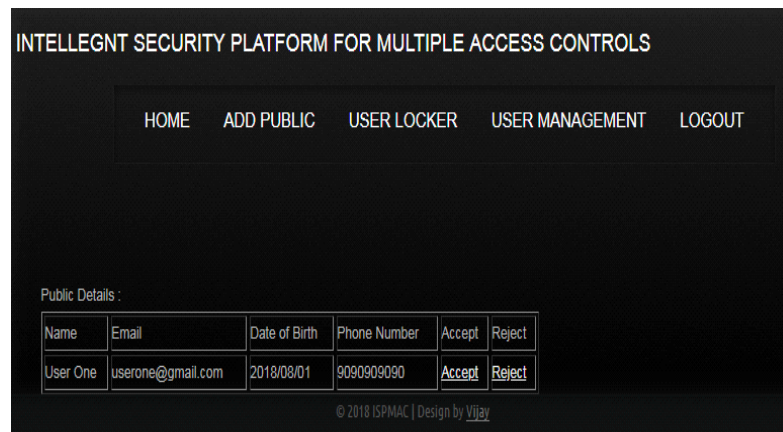 INTELLEGNT SECURITY PLATFORM FOR MULTIPLE ACCESS CONTROLS
HOME ADD PUBLIC USER LOCKER USER MANAGEMENT LOGOUT
Public Details :
Name Email Date of Birth Phone Number Accept Reject
User One userone@gmail.com 2018/08/01 9090909090 Accept Reject
© 2018 ISPMAC | Design by Vijay